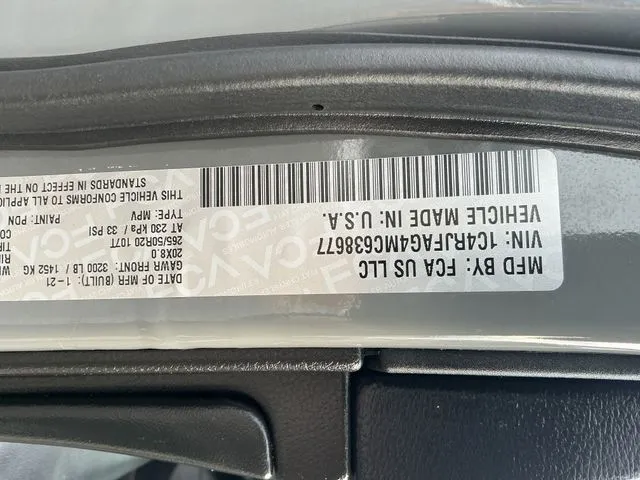 MFD BY: FCA US LLC
DATE OF MFR (BUILT): 1-21
GAWR FRONT: 3200 LB 1452 KG
20X8.0
265/50R20 107T
AT 230 kPa / 33 PSI
VIN: 1C4RJFAG4MC638677
TYPE: MPV
PAINT: PDN
VEHICLE MADE IN: U.S.A.
THIS VEHICLE CONFORMS TO ALL
STANDARDS IN EFFECT ON THE